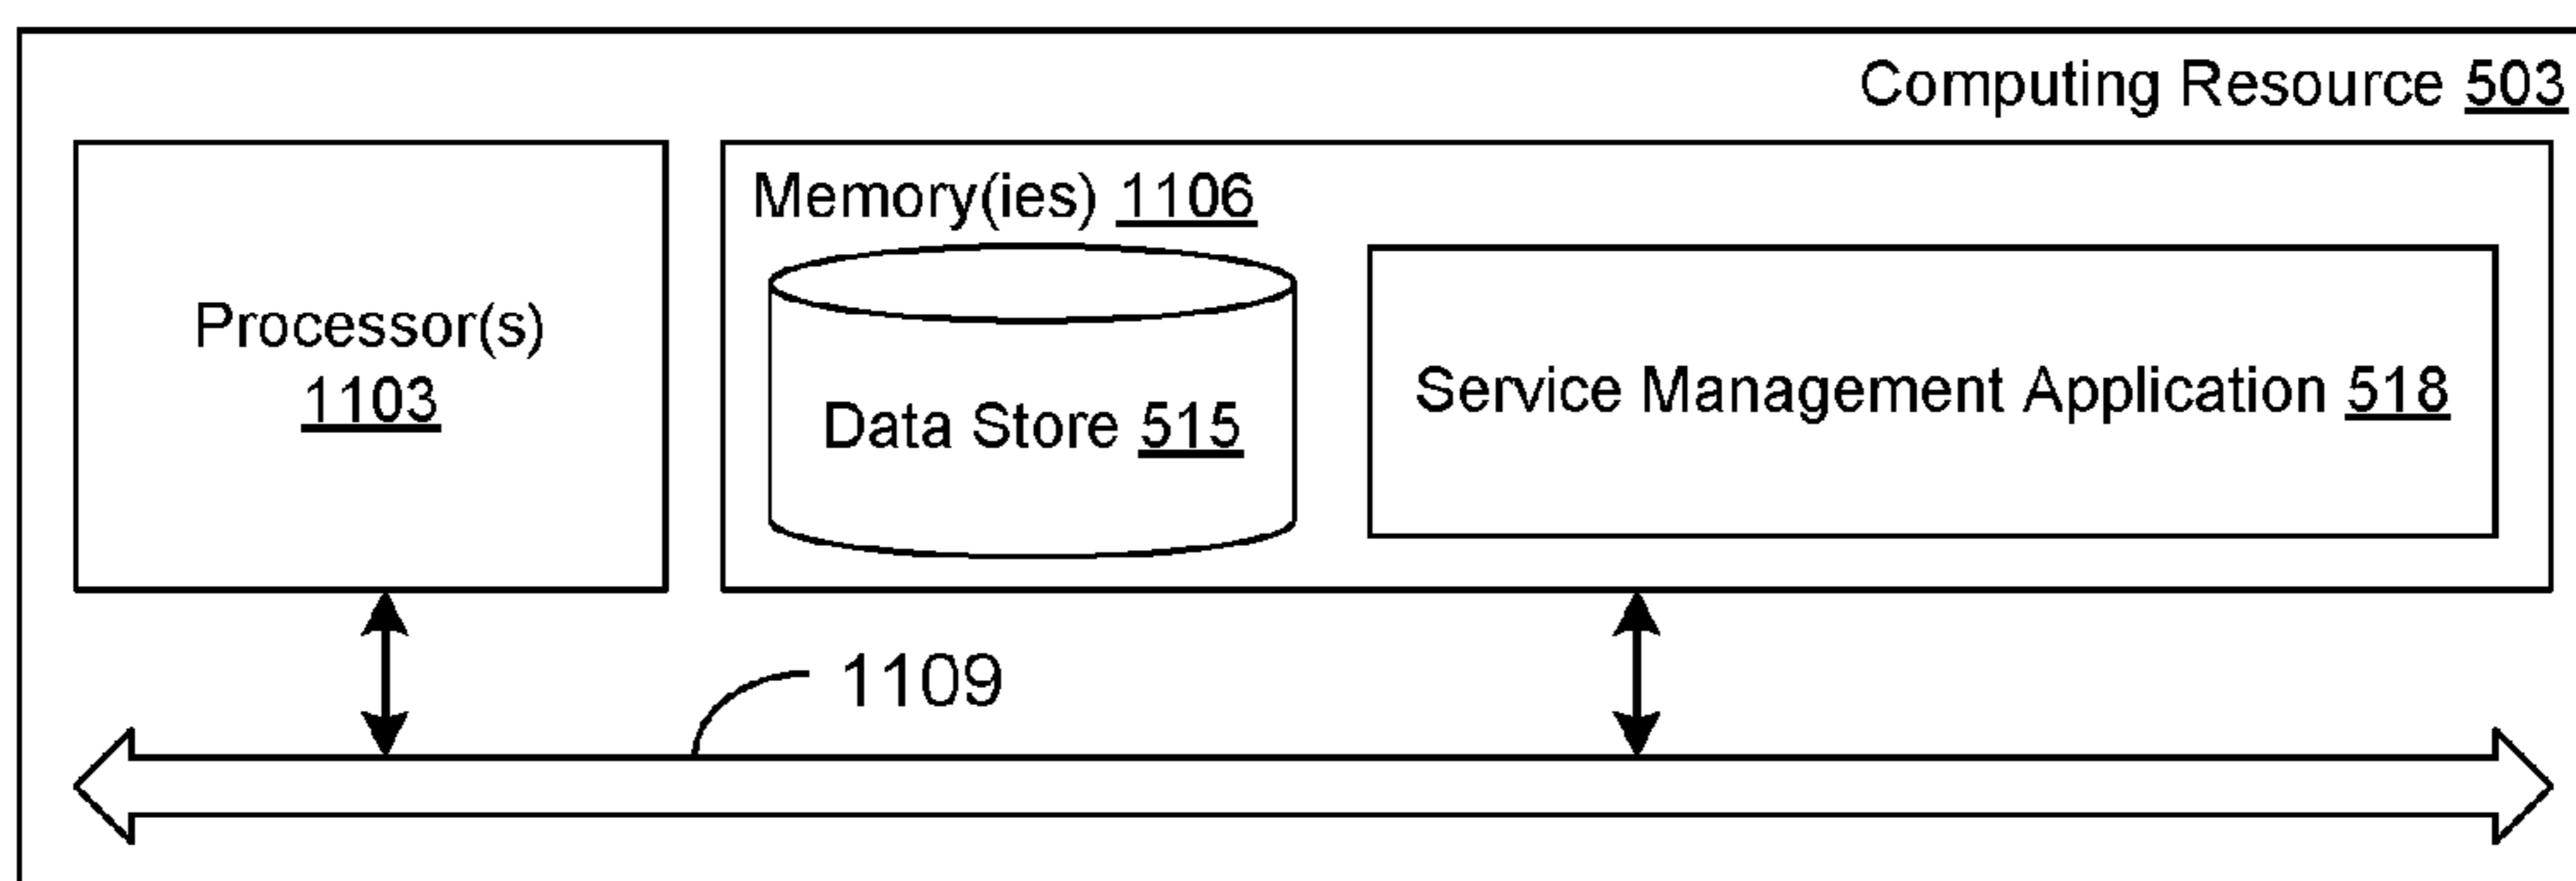 Computing Resource 503
Memory(ies) 1106
Processor(s)
1103
Data Store 515
Service Management Application 518
1109